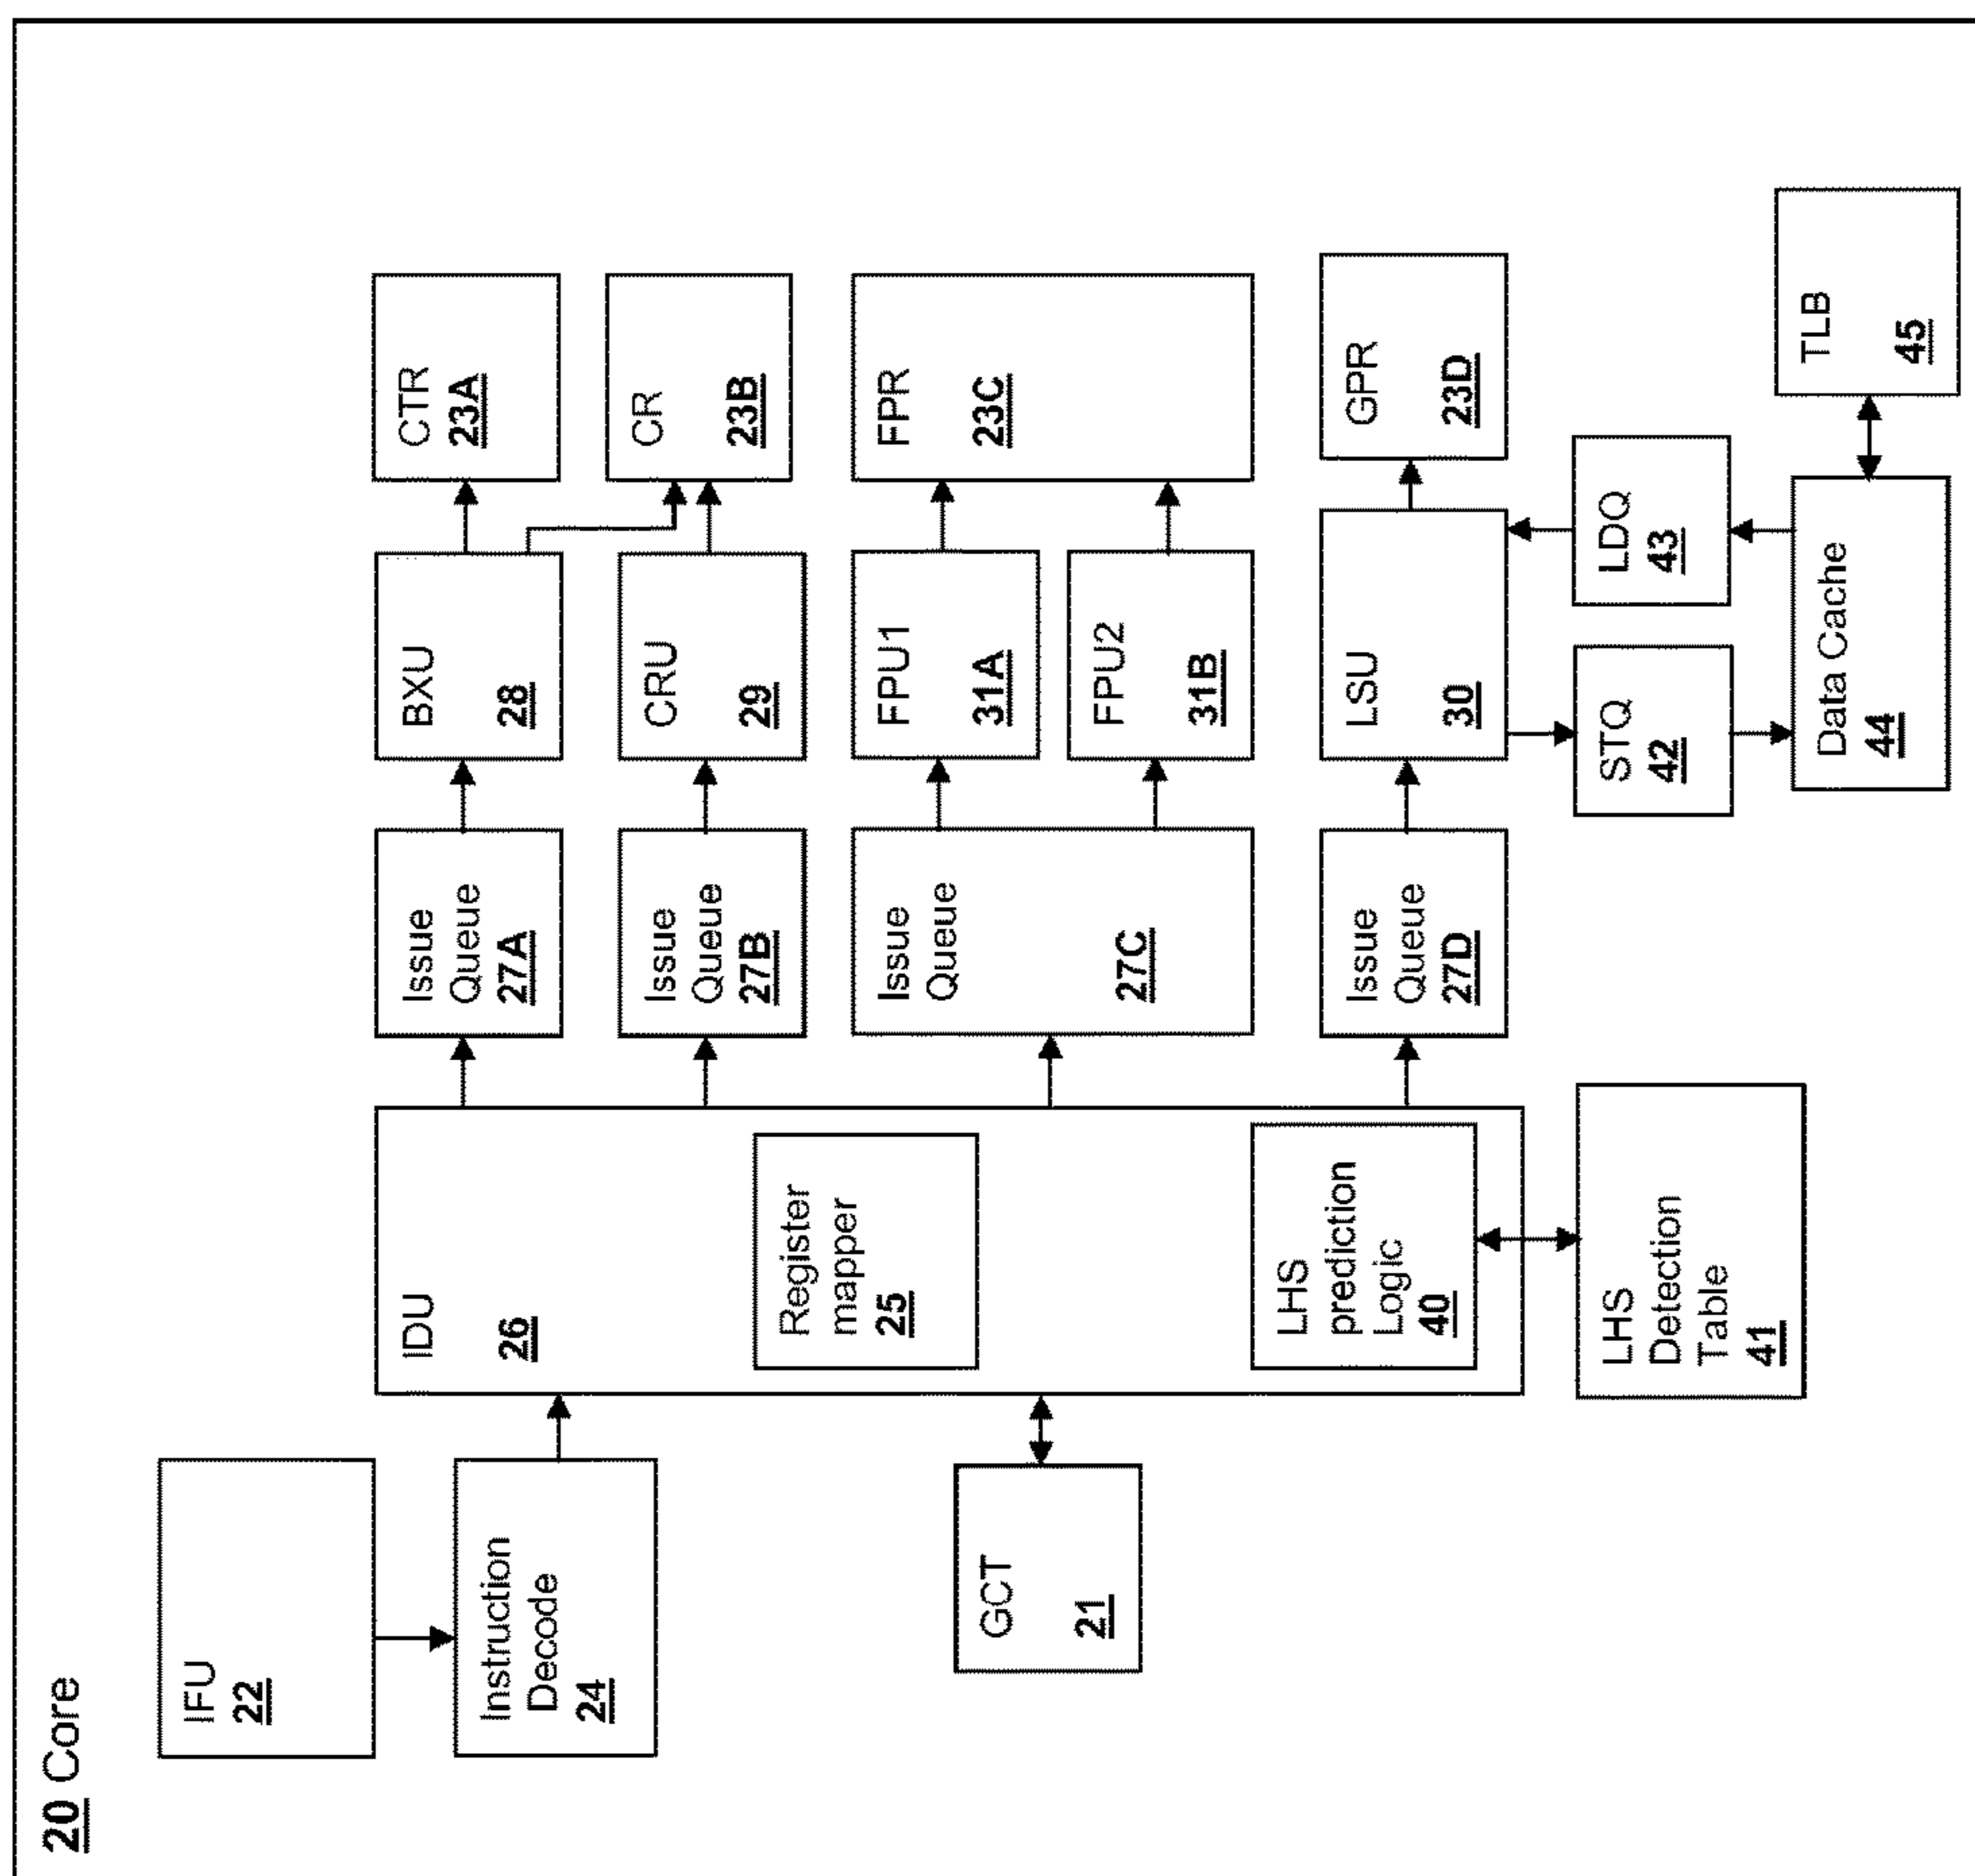 20 Core
IFU
22
Instruction
Decode
24
GCT
21
IDU
26
Register
mapper
25
LHS
prediction
Logic
40
LHS
Detection
Table
41
Issue
Queue
27A
Issue
Queue
27B
Issue
Queue
27C
Issue
Queue
27D
BXU
28
CRU
29
FPU1
31A
FPU2
31B
LSU
30
STQ
42
LDQ
43
Data Cache
44
CTR
23A
CR
23B
FPR
23C
GPR
23D
TLB
45